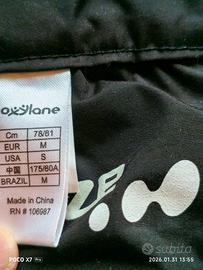 oxylane
Cm 78/81
EUR M
USA S
中国 175/80A
BRAZIL M
Made in China
RN # 106987
POCO X7 Pro
2026.01.31 13:55
subito